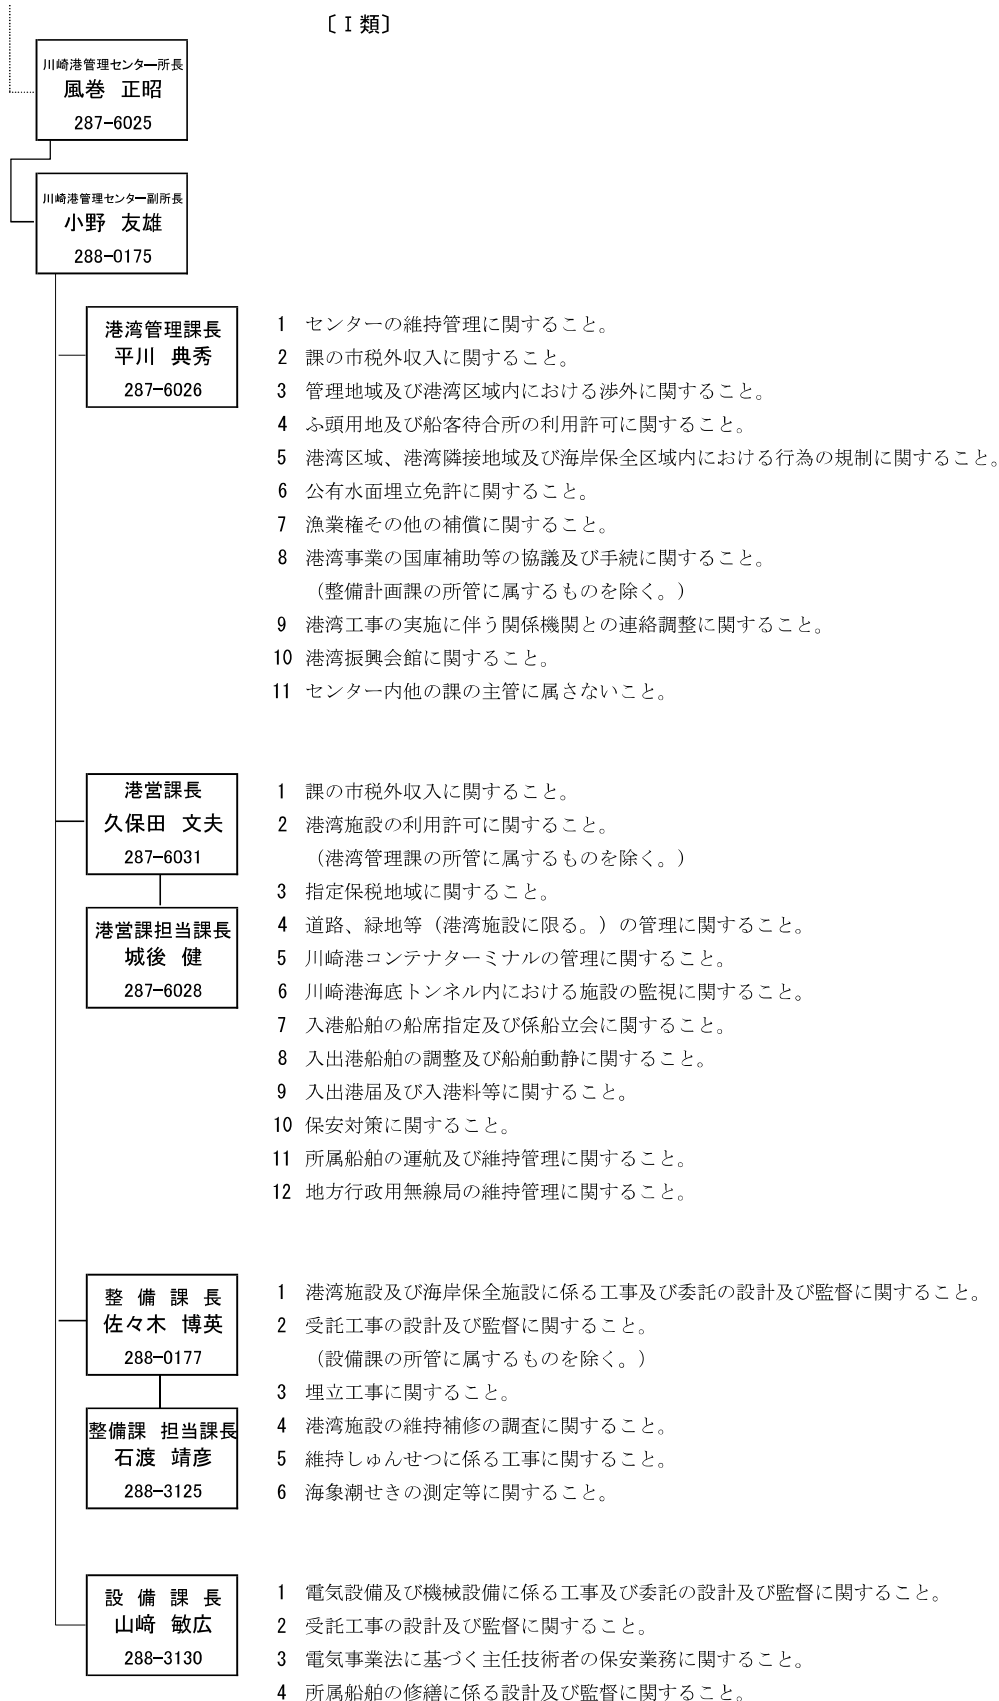 〔Ⅰ類〕
川崎港管理センター所長
風巻 正昭
287-6025
川崎港管理センター副所長
小野 友雄
288-0175
港湾管理課長
平川 典秀
287-6026
1 センターの維持管理に関すること。
2 課の市税外収入に関すること。
3 管理地域及び港湾区域内における渉外に関すること。
4 ふ頭用地及び船客待合所の利用許可に関すること。
5 港湾区域、港湾隣接地域及び海岸保全区域内における行為の規制に関すること。
6 公有水面埋立免許に関すること。
7 漁業権その他の補償に関すること。
8 港湾事業の国庫補助等の協議及び手続に関すること。
（整備計画課の所管に属するものを除く。）
9 港湾工事の実施に伴う関係機関との連絡調整に関すること。
10 港湾振興会館に関すること。
11 センター内他の課の主管に属さないこと。
港営課長
久保田 文夫
287-6031
港営課担当課長
城後 健
287-6028
1 課の市税外収入に関すること。
2 港湾施設の利用許可に関すること。
（港湾管理課の所管に属するものを除く。）
3 指定保税地域に関すること。
4 道路、緑地等（港湾施設に限る。）の管理に関すること。
5 川崎港コンテナターミナルの管理に関すること。
6 川崎港海底トンネル内における施設の監視に関すること。
7 入港船舶の船席指定及び係船立会に関すること。
8 入出港船舶の調整及び船舶動静に関すること。
9 入出港届及び入港料等に関すること。
10 保安対策に関すること。
11 所属船舶の運航及び維持管理に関すること。
12 地方行政用無線局の維持管理に関すること。
整 備 課 長
佐々木 博英
288-0177
整備課 担当課長
石渡 靖彦
288-3125
1 港湾施設及び海岸保全施設に係る工事及び委託の設計及び監督に関すること。
2 受託工事の設計及び監督に関すること。
（設備課の所管に属するものを除く。）
3 埋立工事に関すること。
4 港湾施設の維持補修の調査に関すること。
5 維持しゅんせつに係る工事に関すること。
6 海象潮せきの測定等に関すること。
設 備 課 長
山﨑 敏広
288-3130
1 電気設備及び機械設備に係る工事及び委託の設計及び監督に関すること。
2 受託工事の設計及び監督に関すること。
3 電気事業法に基づく主任技術者の保安業務に関すること。
4 所属船舶の修繕に係る設計及び監督に関すること。